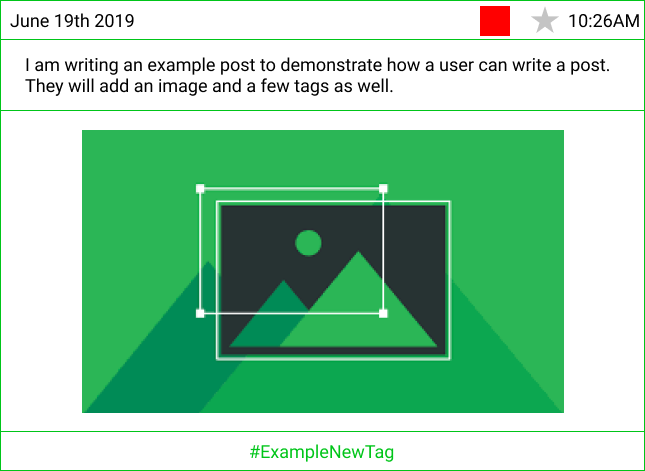 June 19th 2019 10:26AM
I am writing an example post to demonstrate how a user can write a post.
They will add an image and a few tags as well.
#ExampleNewTag